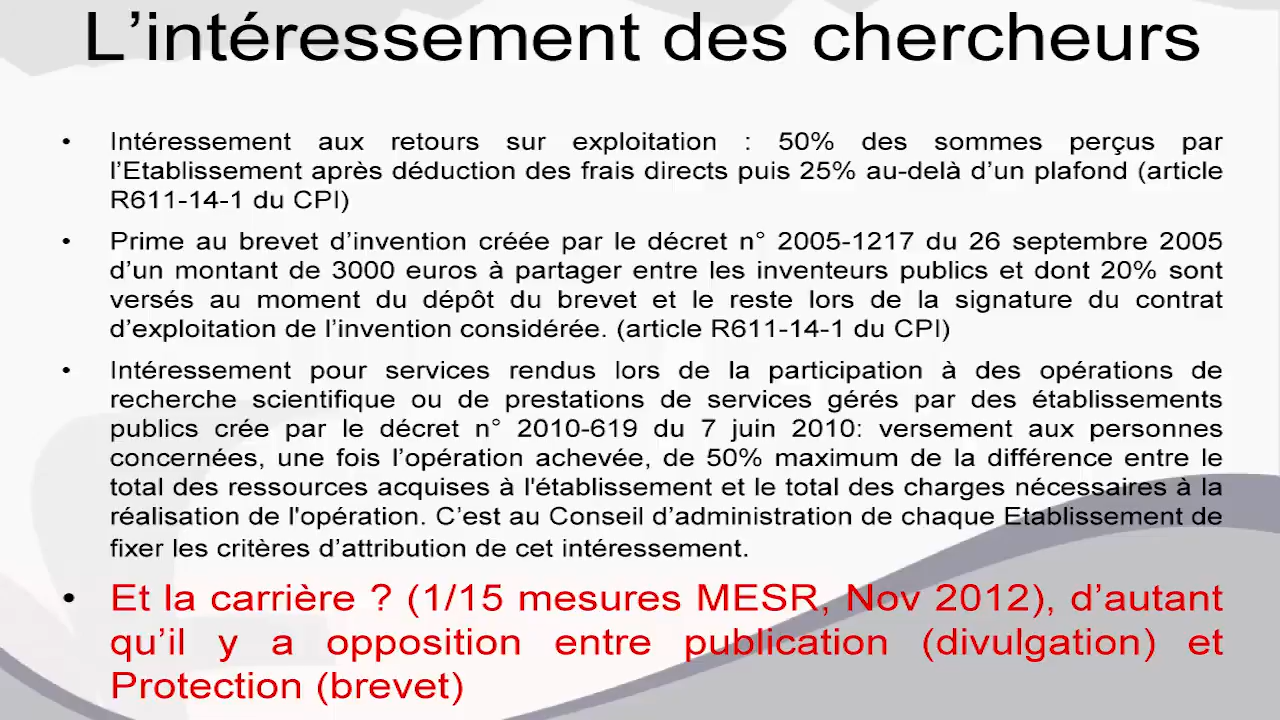 L’intéressement des chercheurs
• Intéressement aux retours sur exploitation : 50% des sommes perçus par
l’Etablissement après déduction des frais directs puis 25% au-delà d’un plafond (article
R611-14-1 du CPI)
• Prime au brevet d’invention créée par le décret n° 2005-1217 du 26 septembre 2005
d’un montant de 3000 euros à partager entre les inventeurs publics et dont 20% sont
versés au moment du dépôt du brevet et le reste lors de la signature du contrat
d’exploitation de l’invention considérée. (article R611-14-1 du CPI)
• Intéressement pour services rendus lors de la participation à des opérations de
recherche scientifique ou de prestations de services gérés par des établissements
publics crée par le décret n° 2010-619 du 7 juin 2010: versement aux personnes
concernées, une fois l’opération achevée, de 50% maximum de la différence entre le
total des ressources acquises à l'établissement et le total des charges nécessaires à la
réalisation de l'opération. C’est au Conseil d’administration de chaque Etablissement de
fixer les critères d’attribution de cet intéressement.
• Et la carrière ? (1/15 mesures MESR, Nov 2012), d’autant
qu’il y a opposition entre publication (divulgation) et
Protection (brevet)